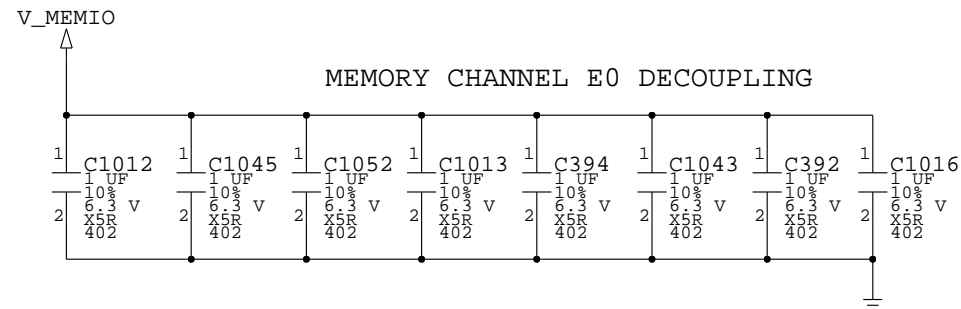 V_MEMIO
MEMORY CHANNEL E0 DECOUPLING
1
C1012
1 UF
10%
6.3 V
X5R
402
2
1
C1045
1 UF
10%
6.3 V
X5R
402
2
1
C1052
1 UF
10%
6.3 V
X5R
402
2
1
C1013
1 UF
10%
6.3 V
X5R
402
2
1
C394
1 UF
10%
6.3 V
X5R
402
2
1
C1043
1 UF
10%
6.3 V
X5R
402
2
1
C392
1 UF
10%
6.3 V
X5R
402
2
1
C1016
1 UF
10%
6.3 V
X5R
402
2